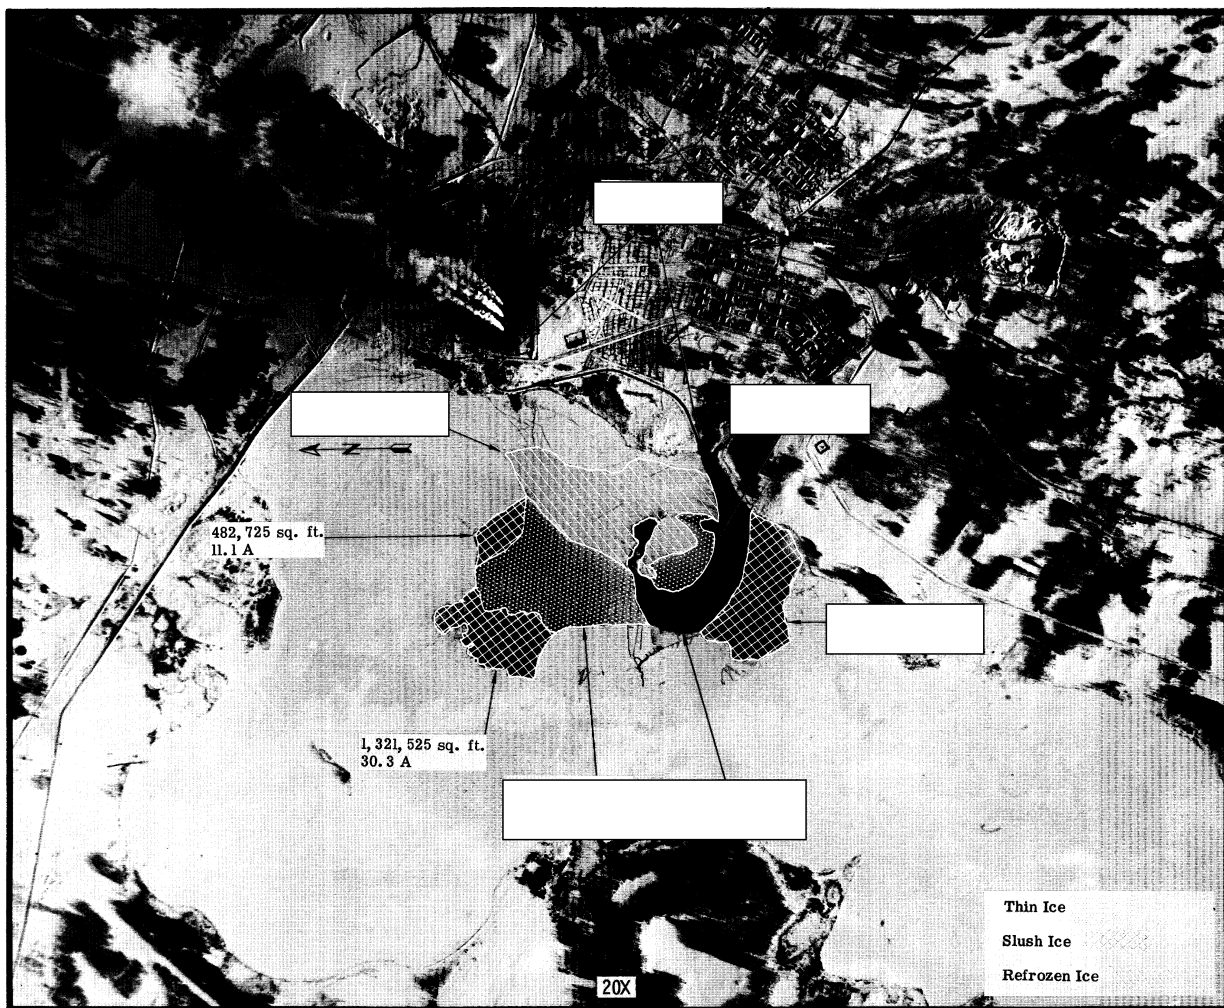 N
482,725 sq. ft.
11.1 A
1,321,525 sq. ft.
30.3 A
Thin Ice
Slush Ice
Refrozen Ice
20X